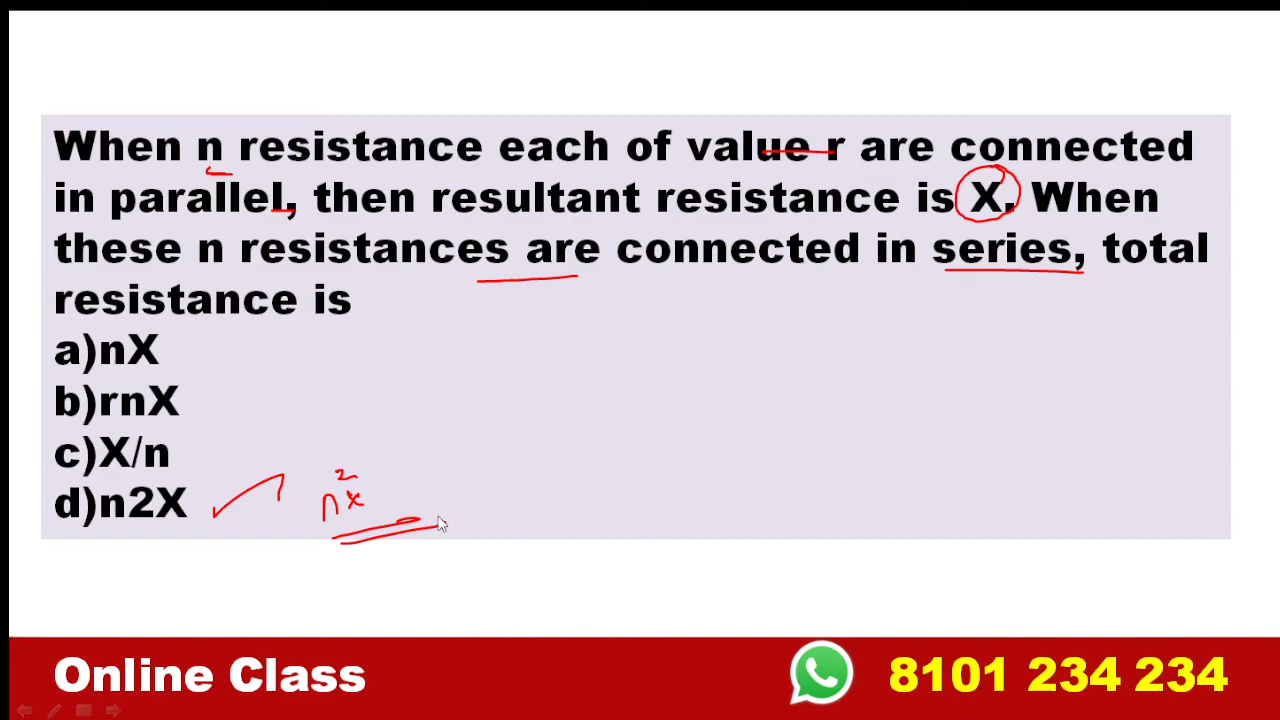 When n resistance each of value r are connected
in parallel, then resultant resistance is X. When
these n resistances are connected in series, total
resistance is
a)nX
b)rnX
c)X/n
d)n2X
n²x
Online Class
8101 234 234